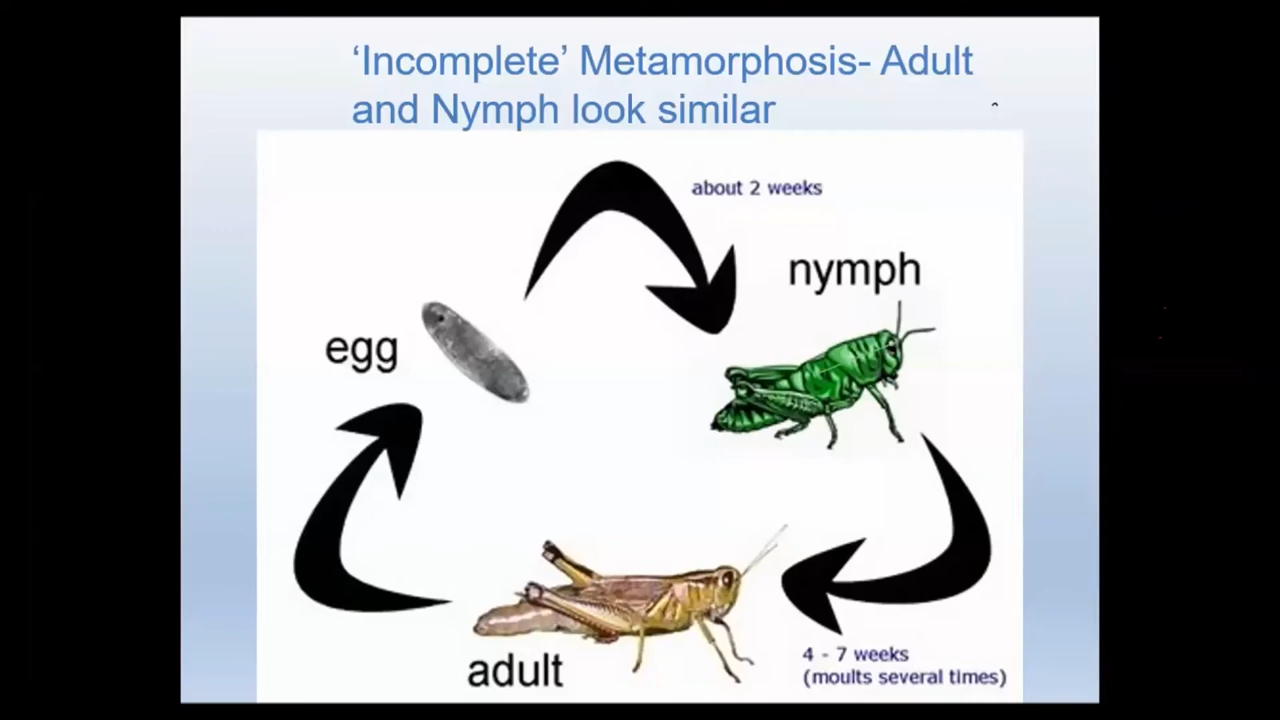 ‘Incomplete’ Metamorphosis- Adult
and Nymph look similar
about 2 weeks
nymph
egg
adult
4 - 7 weeks
(moults several times)